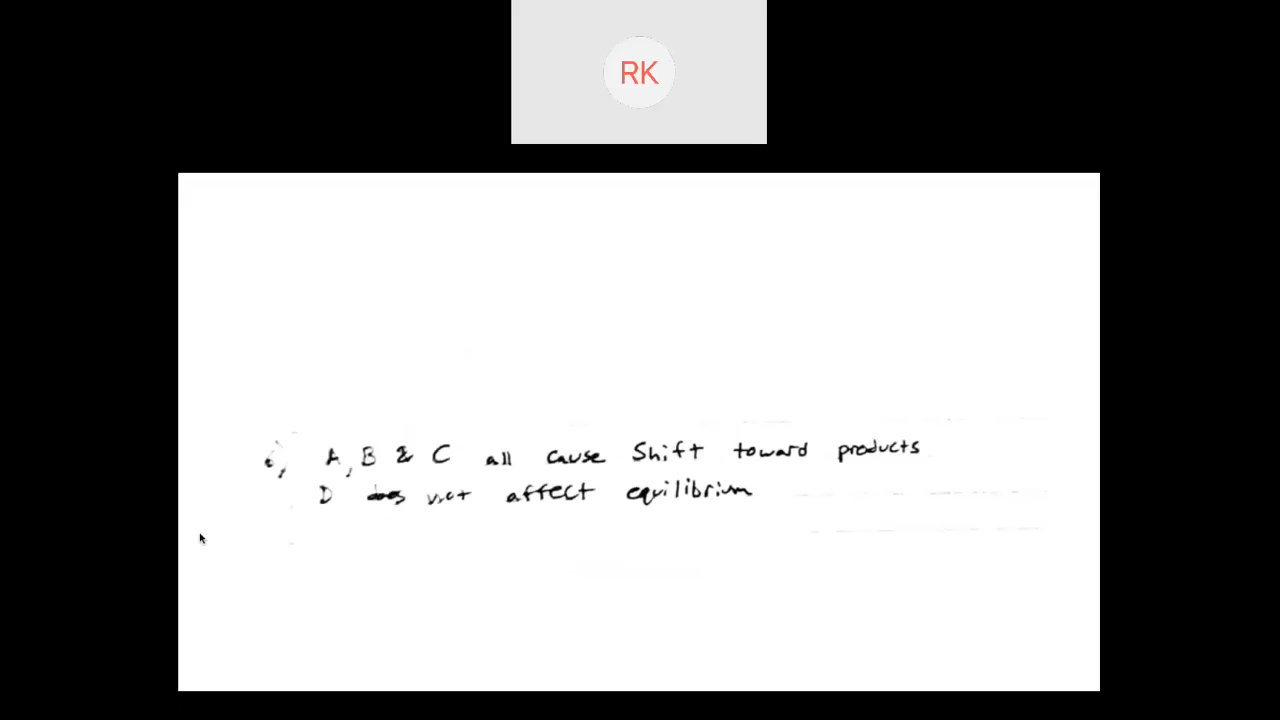 RK
A, B & C all cause Shift toward products
D does not affect equilibrium